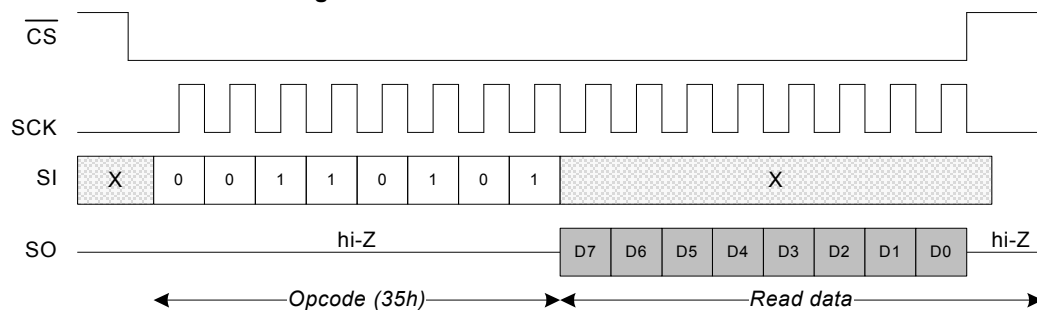 CS
SCK
SI X 0 0 1 1 0 1 0 1 X
hi-Z hi-Z
SO D7 D6 D5 D4 D3 D2 D1 D0
Opcode (35h) Read data